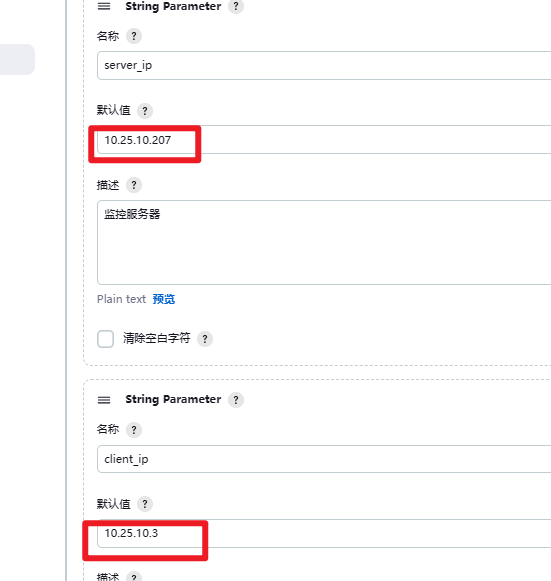 String Parameter ?
名称 ?
server_ip
默认值 ?
10.25.10.207
描述 ?
监控服务器
Plain text 预览
清除空白字符 ?
String Parameter ?
名称 ?
client_ip
默认值 ?
10.25.10.3
描述 ?